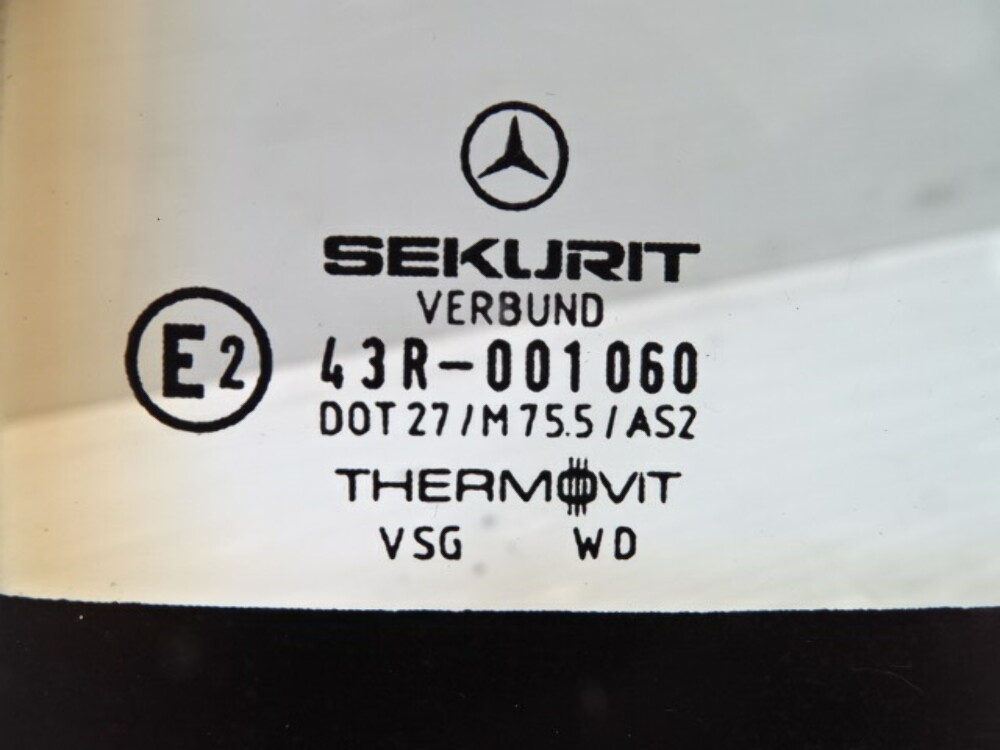 SEKURIT
VERBUND
E2
43R-001060
DOT 27/M 75.5/AS2
THERMOVIT
VSG WD